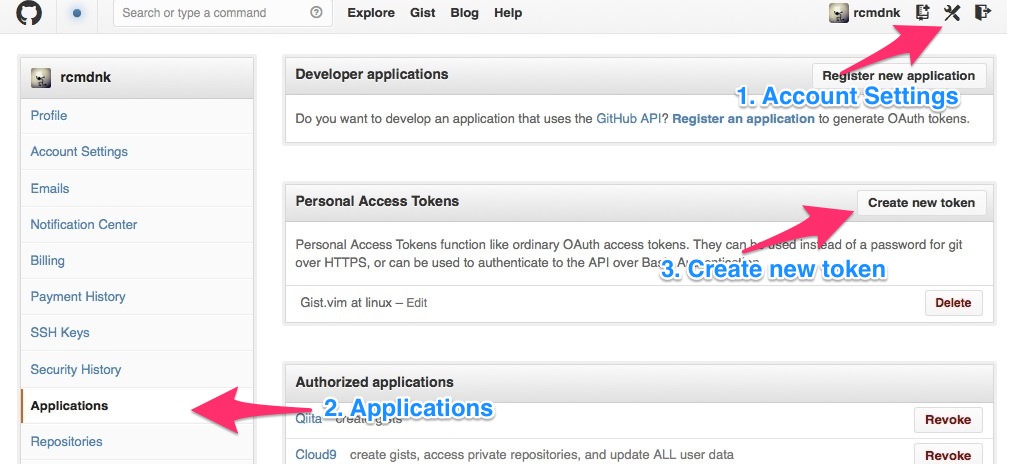 Search or type a command
Explore Gist Blog Help
rcmdnk
1. Account Settings
rcmdnk
Profile
Account Settings
Emails
Notification Center
Billing
Payment History
SSH Keys
Security History
Applications
Repositories
2. Applications
Developer applications
Register new application
Do you want to develop an application that uses the GitHub API? Register an application to generate OAuth tokens.
Personal Access Tokens
Create new token
Personal Access Tokens function like ordinary OAuth access tokens. They can be used instead of a password for git
over HTTPS, or can be used to authenticate to the API over Basic Authentication.
3. Create new token
Gist.vim at linux – Edit
Delete
Authorized applications
Qiita create gists
Revoke
Cloud9 create gists, access private repositories, and update ALL user data
Revoke